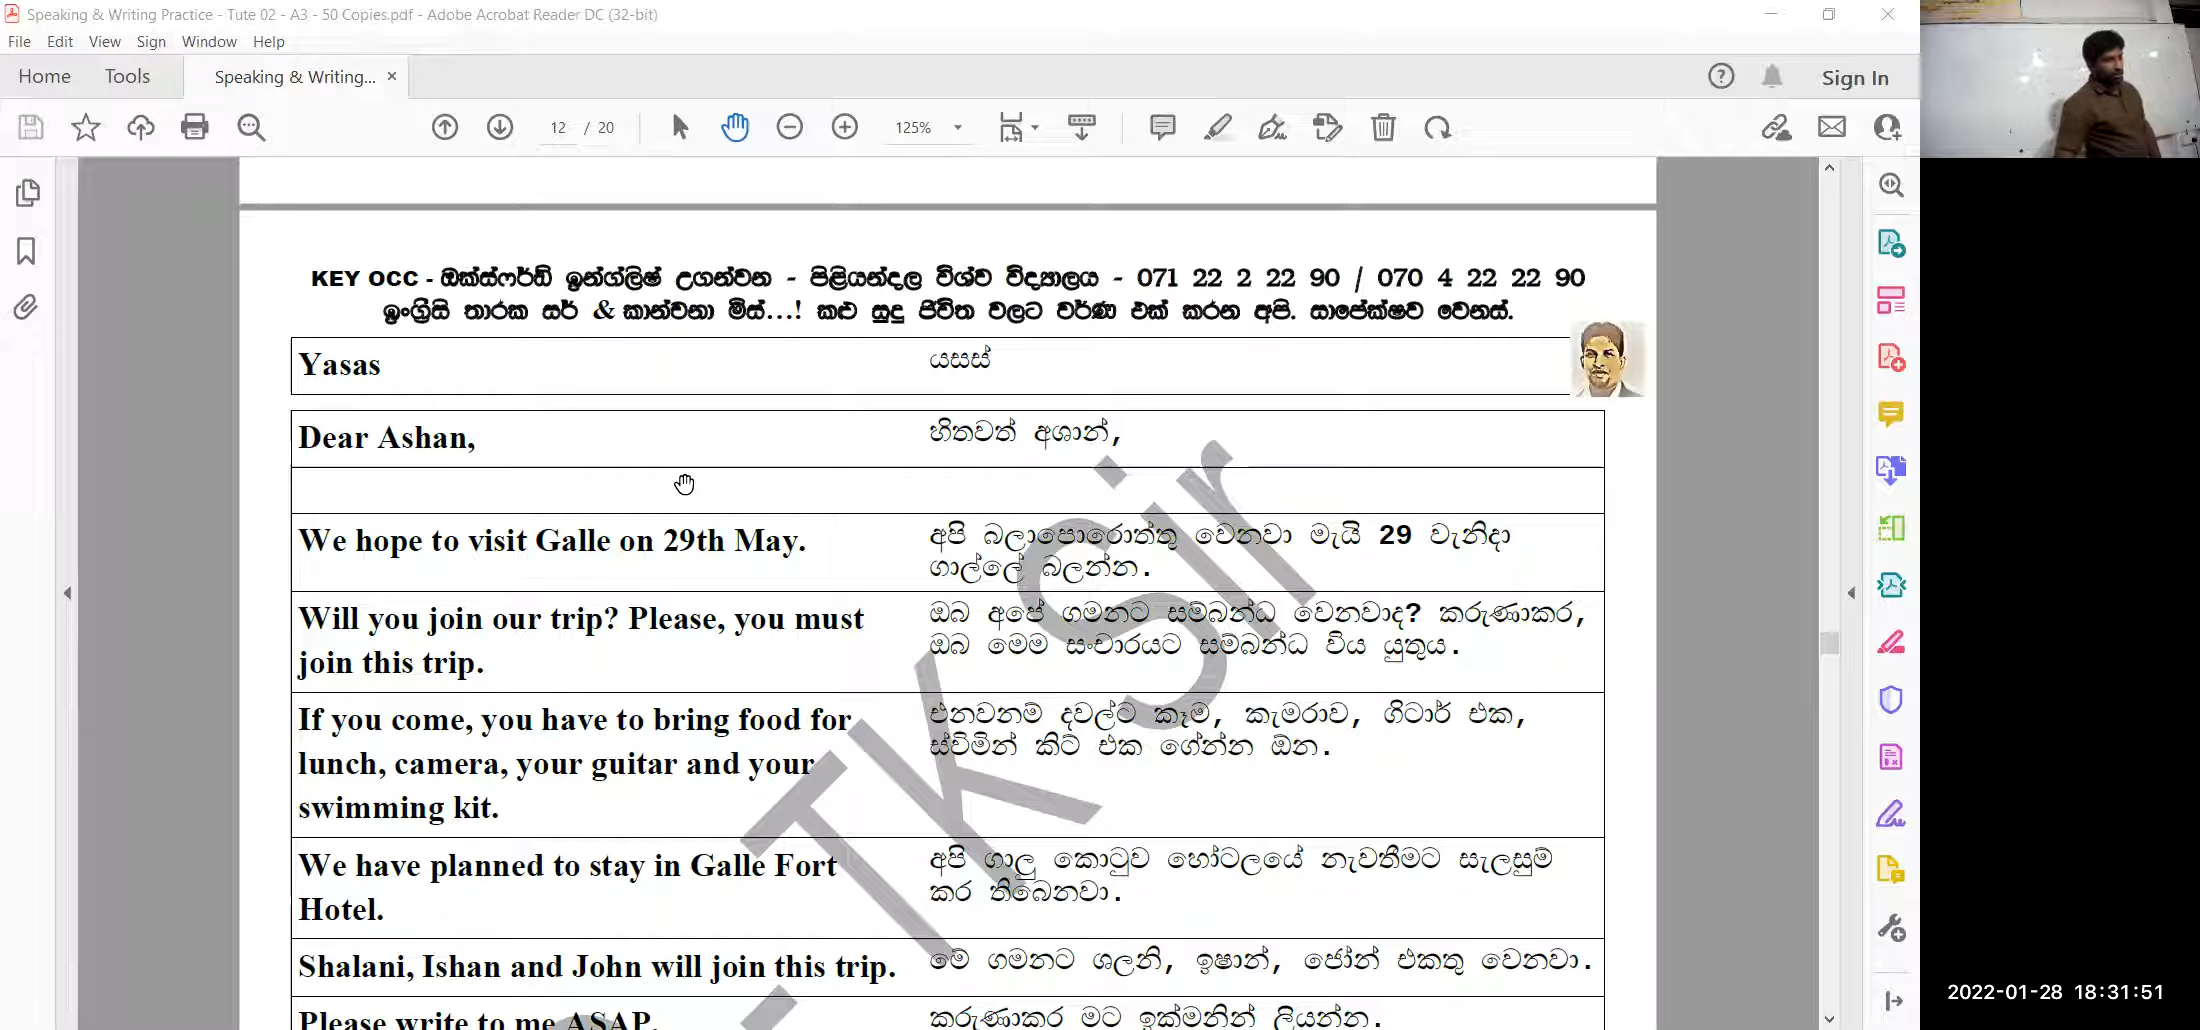 Speaking & Writing Practice - Tute 02 - A3 - 50 Copies.pdf - Adobe Acrobat Reader DC (32-bit)
File Edit View Sign Window Help
Home Tools Speaking & Writing... × Sign In
12 / 20 125%
KEY OCC - ඔක්ස්ෆර්ඩ් ඉන්ග්ලිෂ් උගන්වන - පිළියන්දල විශ්ව විද්‍යාලය - 071 22 2 22 90 / 070 4 22 22 90
ඉංග්‍රීසි තාරක සර් & කාන්චනා මිස්...! කළු සුදු ජීවිත වලට වර්ණ එක් කරන අපි. සාපේක්ෂව වෙනස්.
Yasas යසස්
Dear Ashan, හිතවත් අශාන්,
We hope to visit Galle on 29th May. අපි බලාපොරොත්තු වෙනවා මැයි 29 වැනිදා
ගාල්ලේ බලන්න.
Will you join our trip? Please, you must ඔබ අපේ ගමනට සම්බන්ධ වෙනවාද? කරුණාකර,
join this trip. ඔබ මෙම සංචාරයට සම්බන්ධ විය යුතුය.
If you come, you have to bring food for එනවනම් දවල්ට කෑම, කැමරාව, ගිටාර් එක,
lunch, camera, your guitar and your ස්විමින් කිට් එක ගේන්න ඕන.
swimming kit.
We have planned to stay in Galle Fort අපි ගාලු කොටුව හෝටලයේ නැවතීමට සැලසුම්
Hotel. කර තිබෙනවා.
Shalani, Ishan and John will join this trip. මේ ගමනට ශලනි, ඉෂාන්, ජෝන් එකතු වෙනවා.
Please write to me ASAP. කරුණාකර මට ඉක්මනින් ලියන්න.
- TK Sir
2022-01-28 18:31:51